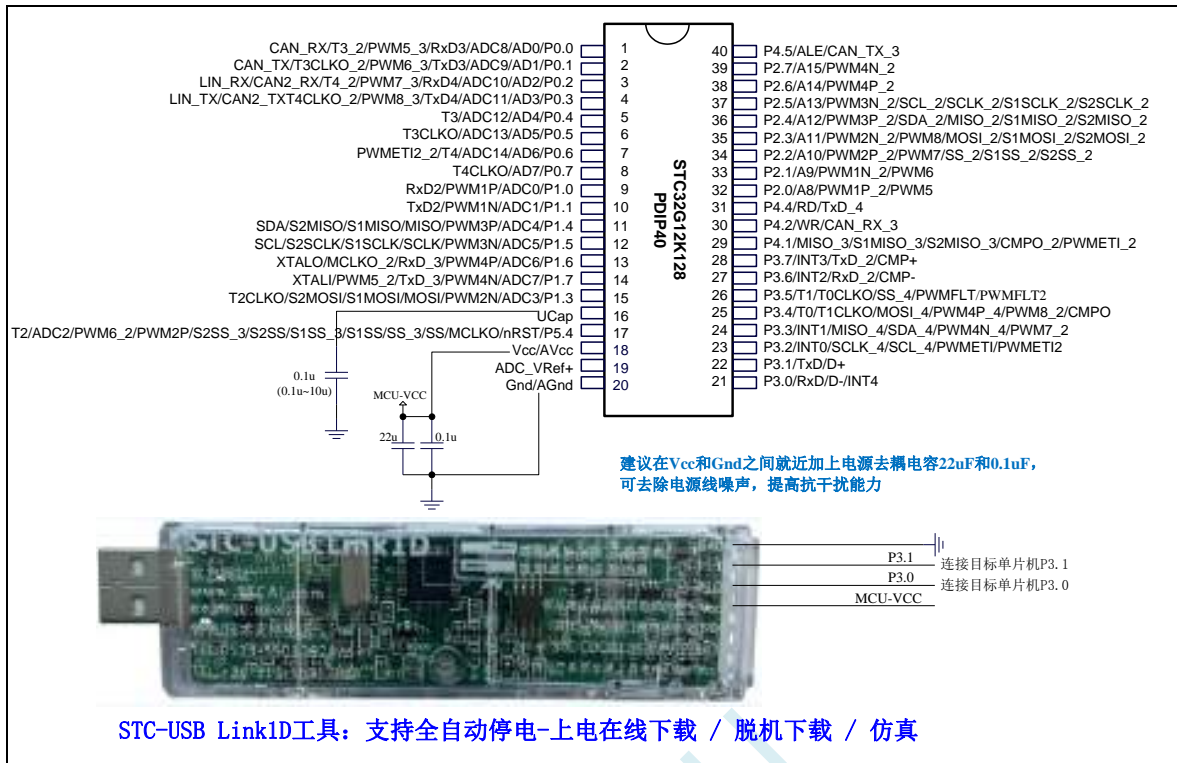 CAN_RX/T3_2/PWM5_3/RxD3/ADC8/AD0/P0.0 1
CAN_TX/T3CLKO_2/PWM6_3/TxD3/ADC9/AD1/P0.1 2
LIN_RX/CAN2_RX/T4_2/PWM7_3/RxD4/ADC10/AD2/P0.2 3
LIN_TX/CAN2_TXT4CLKO_2/PWM8_3/TxD4/ADC11/AD3/P0.3 4
T3/ADC12/AD4/P0.4 5
T3CLKO/ADC13/AD5/P0.5 6
PWMETI2_2/T4/ADC14/AD6/P0.6 7
T4CLKO/AD7/P0.7 8
RxD2/PWM1P/ADC0/P1.0 9
TxD2/PWM1N/ADC1/P1.1 10
SDA/S2MISO/S1MISO/MISO/PWM3P/ADC4/P1.4 11
SCL/S2SCLK/S1SCLK/SCLK/PWM3N/ADC5/P1.5 12
XTALO/MCLKO_2/RxD_3/PWM4P/ADC6/P1.6 13
XTALI/PWM5_2/TxD_3/PWM4N/ADC7/P1.7 14
T2CLKO/S2MOSI/S1MOSI/MOSI/PWM2N/ADC3/P1.3 15
UCap 16
T2/ADC2/PWM6_2/PWM2P/S2SS_3/S2SS/S1SS_3/S1SS/SS_3/SS/MCLKO/nRST/P5.4 17
Vcc/AVcc 18
ADC_VRef+ 19
Gnd/AGnd 20
STC32G12K128
PDIP40
40 P4.5/ALE/CAN_TX_3
39 P2.7/A15/PWM4N_2
38 P2.6/A14/PWM4P_2
37 P2.5/A13/PWM3N_2/SCL_2/SCLK_2/S1SCLK_2/S2SCLK_2
36 P2.4/A12/PWM3P_2/SDA_2/MISO_2/S1MISO_2/S2MISO_2
35 P2.3/A11/PWM2N_2/PWM8/MOSI_2/S1MOSI_2/S2MOSI_2
34 P2.2/A10/PWM2P_2/PWM7/SS_2/S1SS_2/S2SS_2
33 P2.1/A9/PWM1N_2/PWM6
32 P2.0/A8/PWM1P_2/PWM5
31 P4.4/RD/TxD_4
30 P4.2/WR/CAN_RX_3
29 P4.1/MISO_3/S1MISO_3/S2MISO_3/CMPO_2/PWMETI_2
28 P3.7/INT3/TxD_2/CMP+
27 P3.6/INT2/RxD_2/CMP-
26 P3.5/T1/T0CLKO/SS_4/PWMFLT/PWMFLT2
25 P3.4/T0/T1CLKO/MOSI_4/PWM4P_4/PWM8_2/CMPO
24 P3.3/INT1/MISO_4/SDA_4/PWM4N_4/PWM7_2
23 P3.2/INT0/SCLK_4/SCL_4/PWMETI/PWMETI2
22 P3.1/TxD/D+
21 P3.0/RxD/D-/INT4
0.1u
(0.1u~10u)
MCU-VCC
22u 0.1u
建议在Vcc和Gnd之间就近加上电源去耦电容22uF和0.1uF，
可去除电源线噪声，提高抗干扰能力
STC-USB Link1D
P3.1 连接目标单片机P3.1
P3.0 连接目标单片机P3.0
MCU-VCC
STC-USB Link1D工具: 支持全自动停电-上电在线下载 / 脱机下载 / 仿真